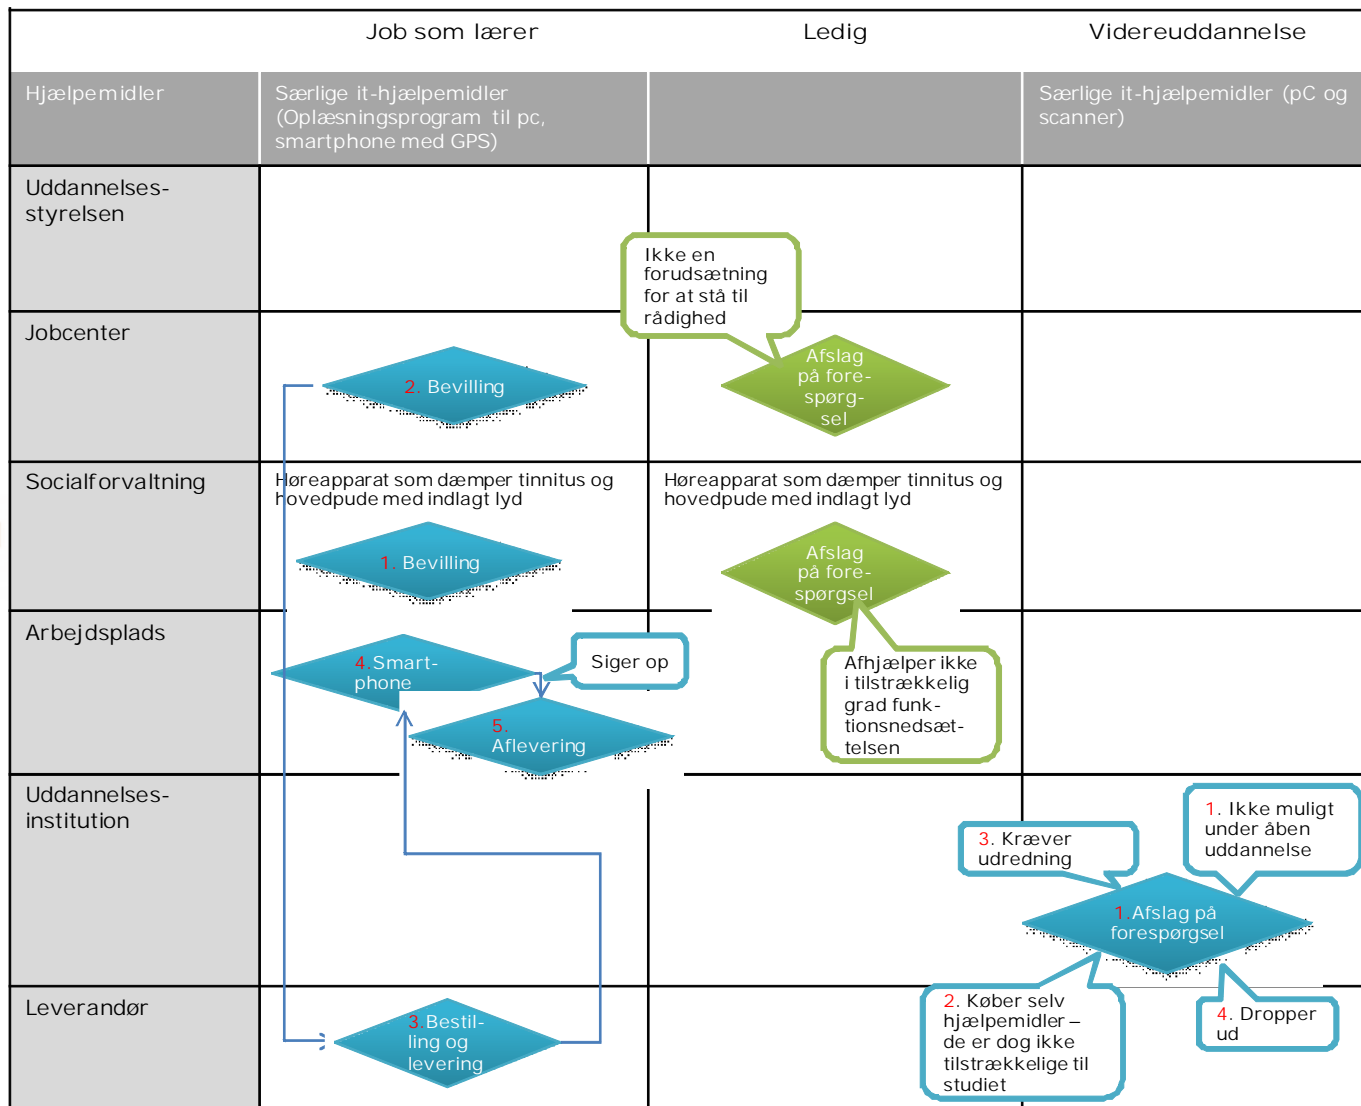 Job som lærer
Ledig
Videreuddannelse
Hjælpemidler
Særlige it-hjælpemidler
(Oplæsningsprogram til pc,
smartphone med GPS)
Særlige it-hjælpemidler (pC og
scanner)
Uddannelses-
styrelsen
Ikke en
forudsætning
for at stå til
rådighed
Jobcenter
2. Bevilling
Afslag
på fore-
spørg-
sel
Socialforvaltning
Høreapparat som dæmper tinnitus og
hovedpude med indlagt lyd
1. Bevilling
Høreapparat som dæmper tinnitus og
hovedpude med indlagt lyd
Afslag
på fore-
spørgsel
Arbejdsplads
4.Smart-
phone
Siger op
5.
Aflevering
Afhjælper ikke
i tilstrækkelig
grad funk-
tionsnedsæt-
telsen
Uddannelses-
institution
3. Kræver
udredning
1. Ikke muligt
under åben
uddannelse
1.Afslag på
forespørgsel
Leverandør
3.Bestil-
ling og
levering
2. Køber selv
hjælpemidler –
de er dog ikke
tilstrækkelige til
studiet
4. Dropper
ud